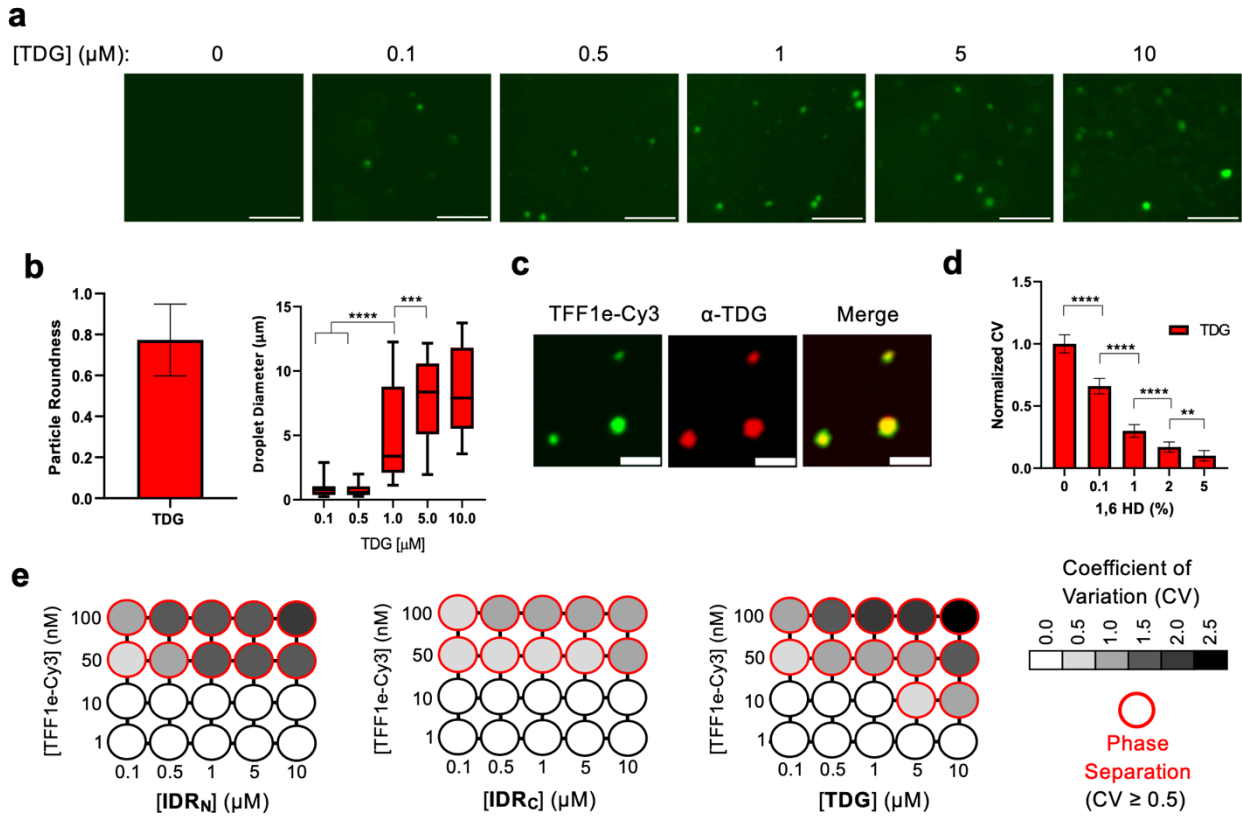 a
[TDG] (µM): 0 0.1 0.5 1 5 10
b
Particle Roundness
1.0
0.8
0.6
0.4
0.2
0.0
TDG
Droplet Diameter (µm)
15
10
5
0
**** ***
0.1 0.5 1.0 5.0 10.0
TDG [µM]
c
TFF1e-Cy3 α-TDG Merge
d
Normalized CV
1.5
1.0
0.5
0.0
****
****
****
**
TDG
0 0.1 1 2 5
1,6 HD (%)
e
[TFF1e-Cy3] (nM)
100
50
10
1
0.1 0.5 1 5 10
[IDRN] (µM)
[TFF1e-Cy3] (nM)
100
50
10
1
0.1 0.5 1 5 10
[IDRC] (µM)
[TFF1e-Cy3] (nM)
100
50
10
1
0.1 0.5 1 5 10
[TDG] (µM)
Coefficient of
Variation (CV)
0.0 0.5 1.0 1.5 2.0 2.5
Phase
Separation
(CV ≥ 0.5)